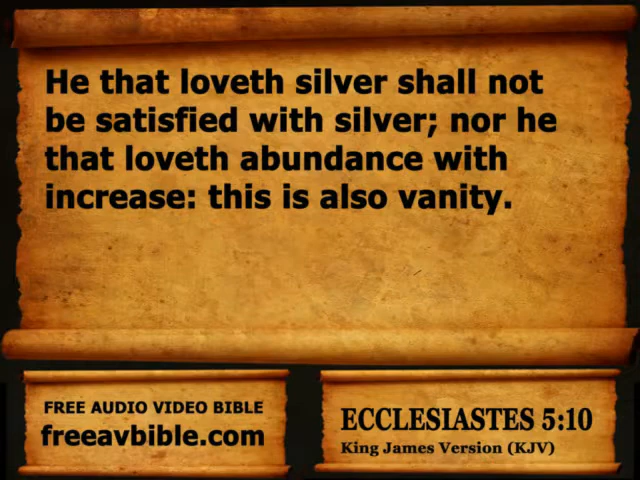 He that loveth silver shall not
be satisfied with silver; nor he
that loveth abundance with
increase: this is also vanity.
FREE AUDIO VIDEO BIBLE
freeavbible.com
ECCLESIASTES 5:10
King James Version (KJV)